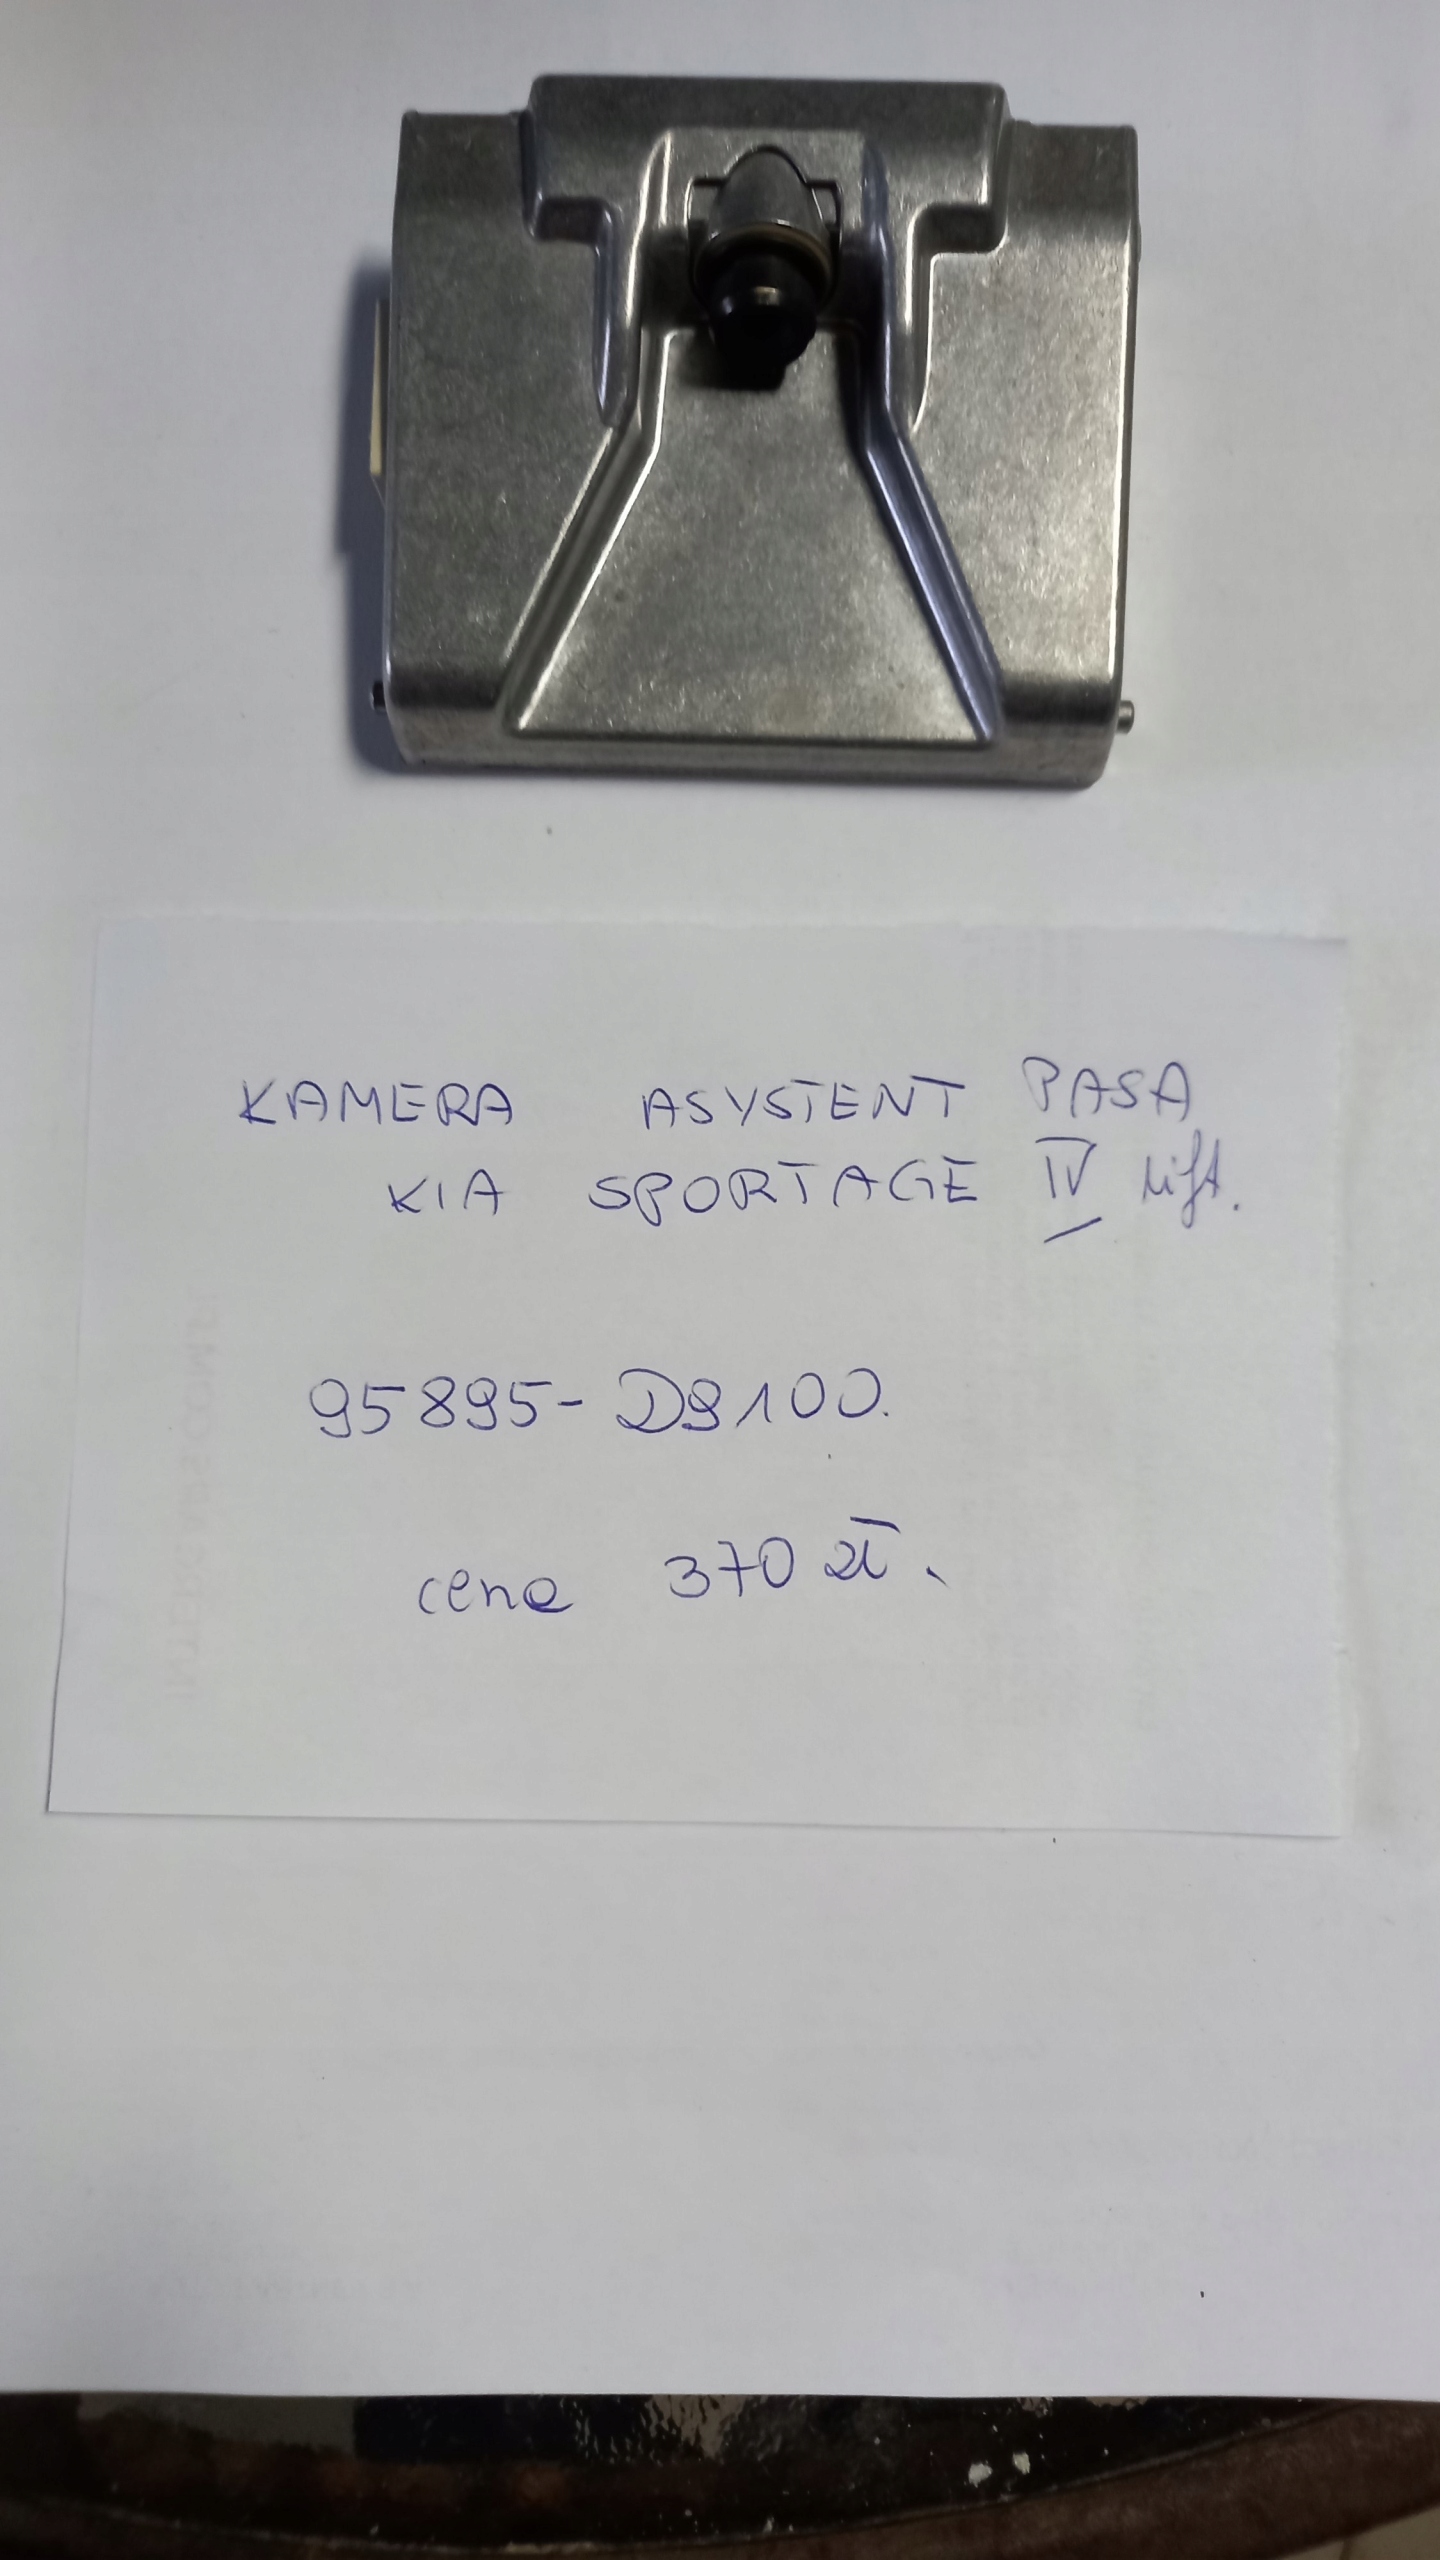 KAMERA ASYSTENT PASA
KIA SPORTAGE IV lift.
95895-D9100.
cena 370 zł.